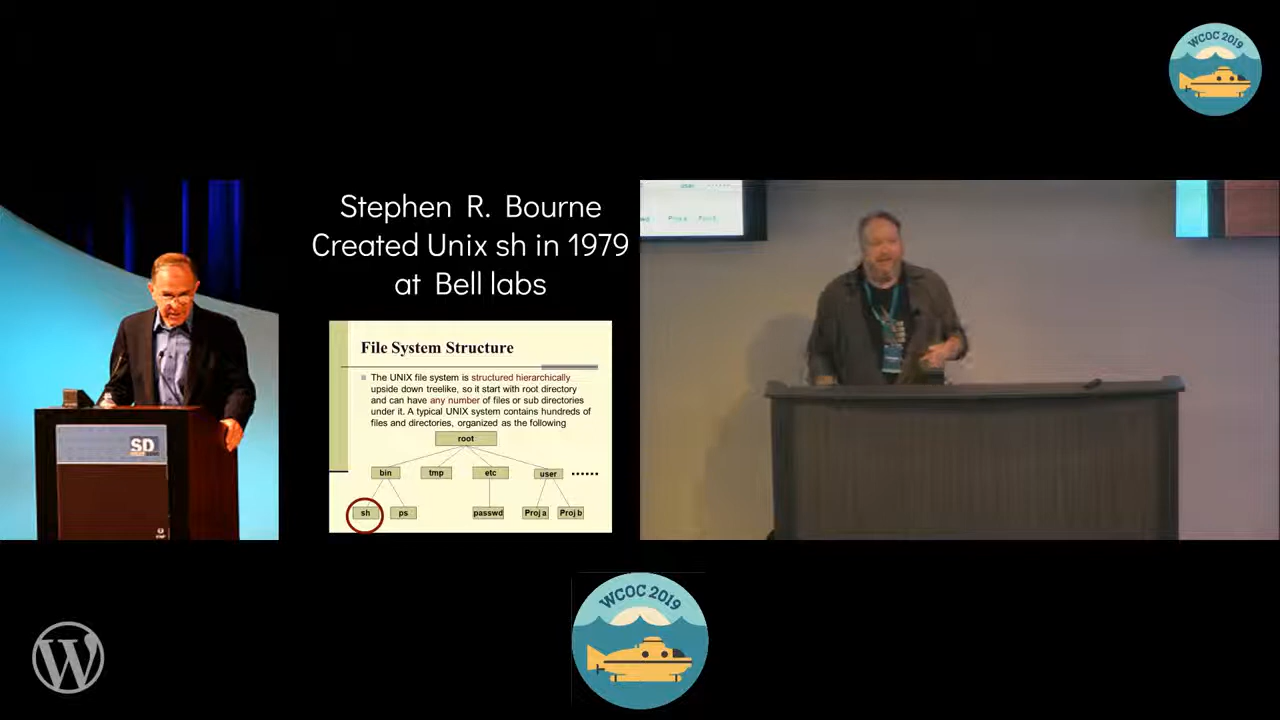 WCOC 2019
Stephen R. Bourne
Created Unix sh in 1979
at Bell labs
File System Structure
The UNIX file system is structured hierarchically
upside down treelike, so it start with root directory
and can have any number of files or sub directories
under it. A typical UNIX system contains hundreds of
files and directories, organized as the following
root
bin tmp etc user ......
sh ps passwd Proj a Proj b
SD
WCOC 2019